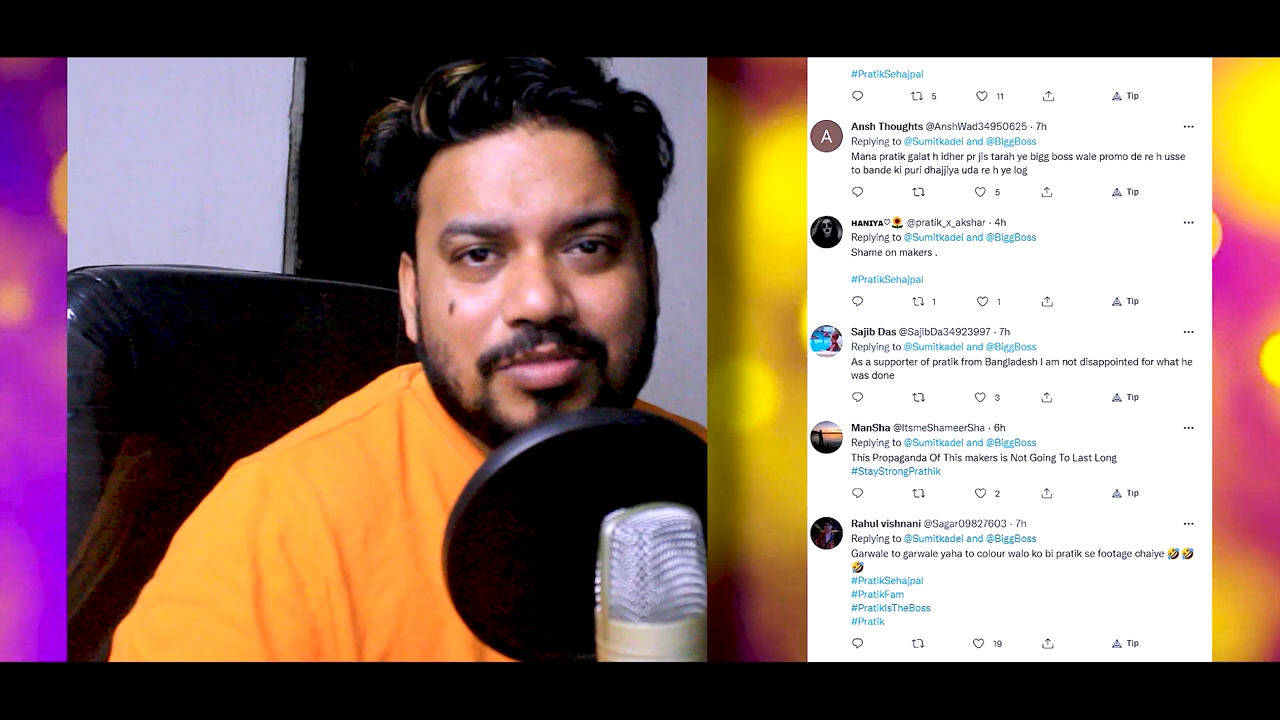 #PratikSehajpal
5 11 Tip
Ansh Thoughts @AnshWad34950625 · 7h
A
Replying to @Sumitkadel and @BiggBoss
Mana pratik galat h idher pr jis tarah ye bigg boss wale promo de re h usse
to bande ki puri dhajjiya uda re h ye log
5 Tip
ʜᴀɴɪʏᴀ♡🌻 @pratik_x_akshar · 4h
Replying to @Sumitkadel and @BiggBoss
Shame on makers .
#PratikSehajpal
1 1 Tip
Sajib Das @SajibDa34923997 · 7h
Replying to @Sumitkadel and @BiggBoss
As a supporter of pratik from Bangladesh I am not disappointed for what he
was done
3 Tip
ManSha @ItsmeShameerSha · 6h
Replying to @Sumitkadel and @BiggBoss
This Propaganda Of This makers is Not Going To Last Long
#StayStrongPrathik
2 Tip
Rahul vishnani @Sagar09827603 · 7h
Replying to @Sumitkadel and @BiggBoss
Garwale to garwale yaha to colour walo ko bi pratik se footage chaiye 🤣 🤣
🤣
#PratikSehajpal
#PratikFam
#PratikIsTheBoss
#Pratik
19 Tip